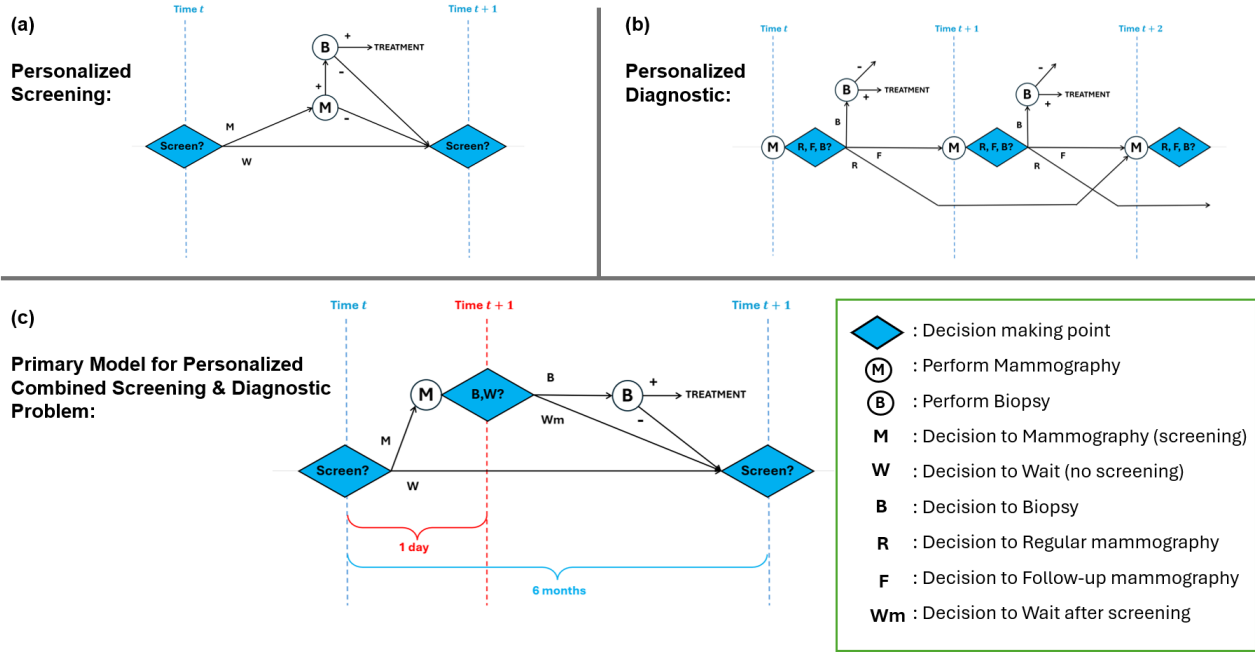 (a)
Time t
Time t + 1
Personalized
Screening:
B
+
TREATMENT
-
+
M
-
M
Screen?
Screen?
W
(b)
Time t
Time t + 1
Time t + 2
Personalized
Diagnostic:
-
B
+
TREATMENT
-
B
+
TREATMENT
B
B
M
R, F, B?
F
M
R, F, B?
F
M
R, F, B?
R
R
(c)
Time t
Time t + 1
Time t + 1
Primary Model for Personalized
Combined Screening & Diagnostic
Problem:
M
B,W?
B
B
+
TREATMENT
-
Wm
M
Screen?
Screen?
W
1 day
6 months
: Decision making point
M : Perform Mammography
B : Perform Biopsy
M : Decision to Mammography (screening)
W : Decision to Wait (no screening)
B : Decision to Biopsy
R : Decision to Regular mammography
F : Decision to Follow-up mammography
Wm : Decision to Wait after screening